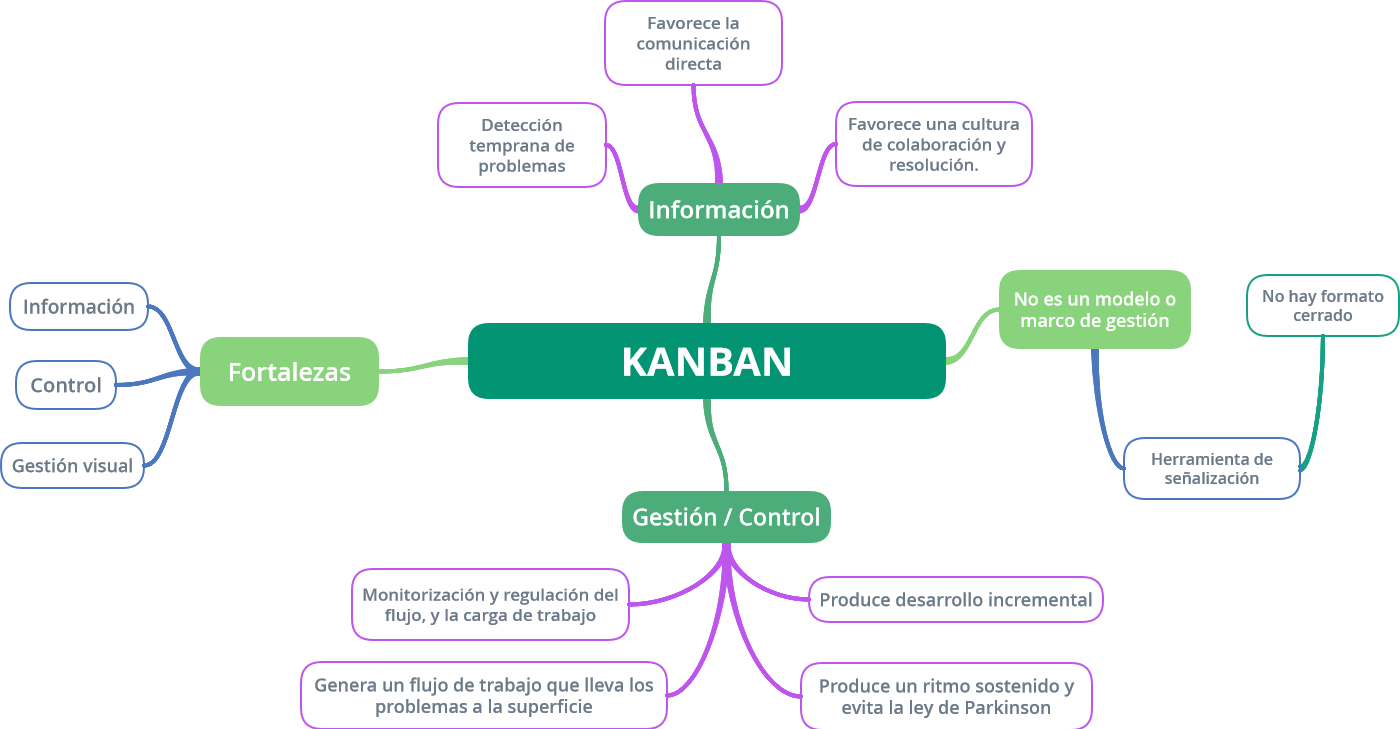 Favorece la
comunicación
directa
Detección
temprana de
problemas
Favorece una cultura
de colaboración y
resolución.
Información
Información
Control
Gestión visual
Fortalezas
KANBAN
No es un modelo o
marco de gestión
No hay formato
cerrado
Herramienta de
señalización
Gestión / Control
Monitorización y regulación del
flujo, y la carga de trabajo
Produce desarrollo incremental
Genera un flujo de trabajo que lleva los
problemas a la superficie
Produce un ritmo sostenido y
evita la ley de Parkinson